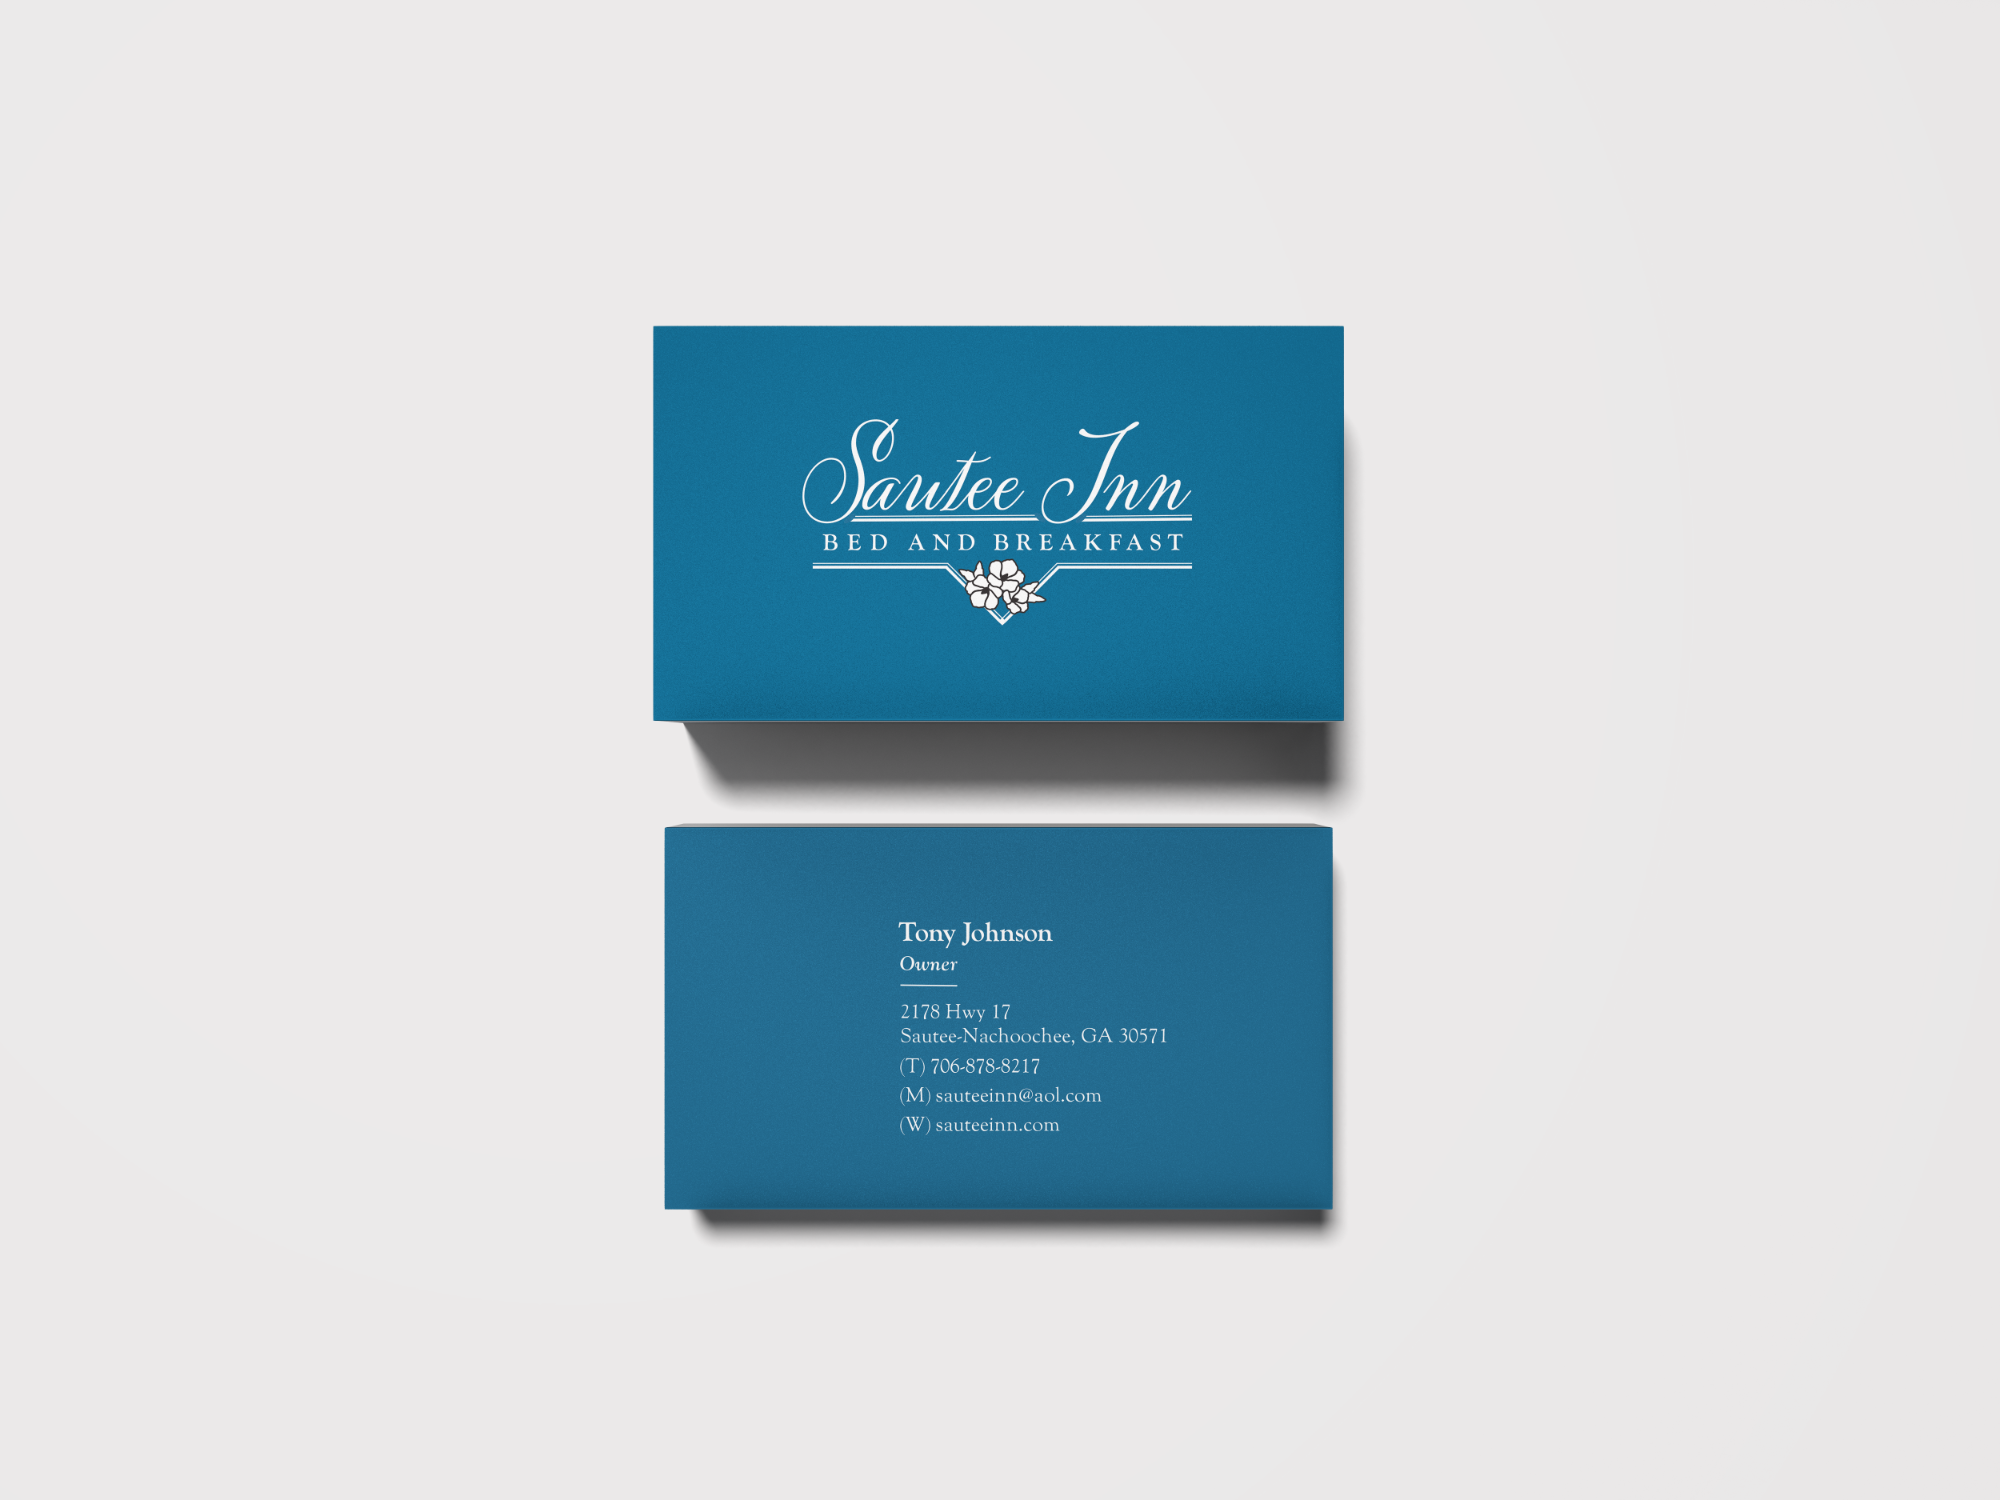 Sautee Inn
BED AND BREAKFAST
Tony Johnson
Owner
2178 Hwy 17
Sautee-Nachoochee, GA 30571
(T) 706-878-8217
(M) sauteeinn@aol.com
(W) sauteeinn.com